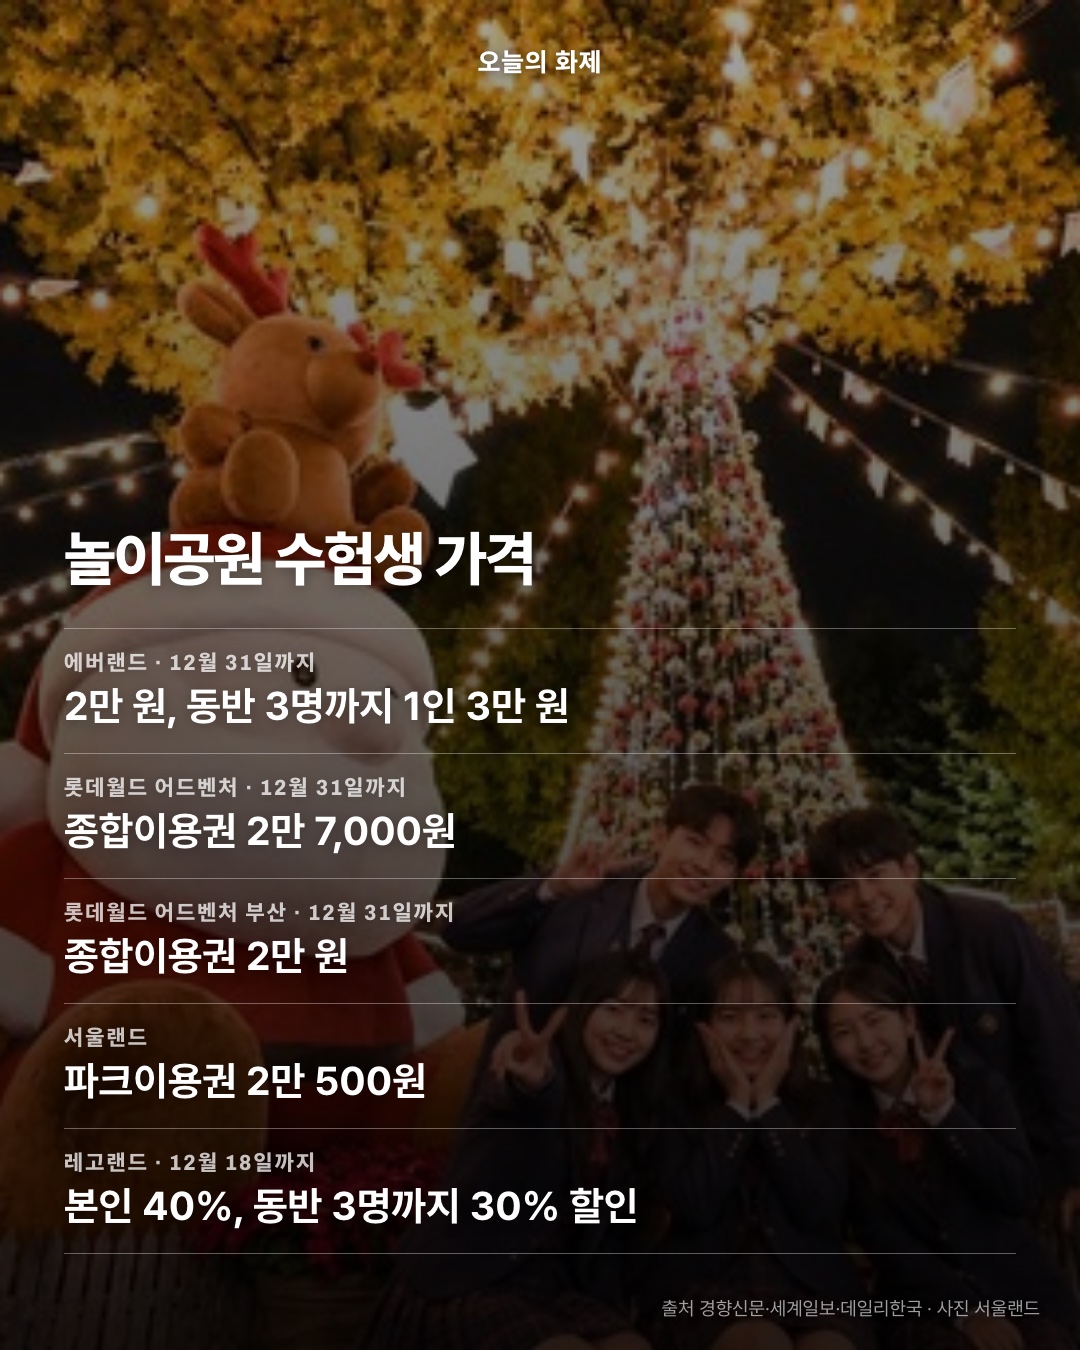 오늘의 화제
놀이공원 수험생 가격
에버랜드 · 12월 31일까지
2만 원, 동반 3명까지 1인 3만 원
롯데월드 어드벤처 · 12월 31일까지
종합이용권 2만 7,000원
롯데월드 어드벤처 부산 · 12월 31일까지
종합이용권 2만 원
서울랜드
파크이용권 2만 500원
레고랜드 · 12월 18일까지
본인 40%, 동반 3명까지 30% 할인
출처 경향신문·세계일보·데일리한국 · 사진 서울랜드